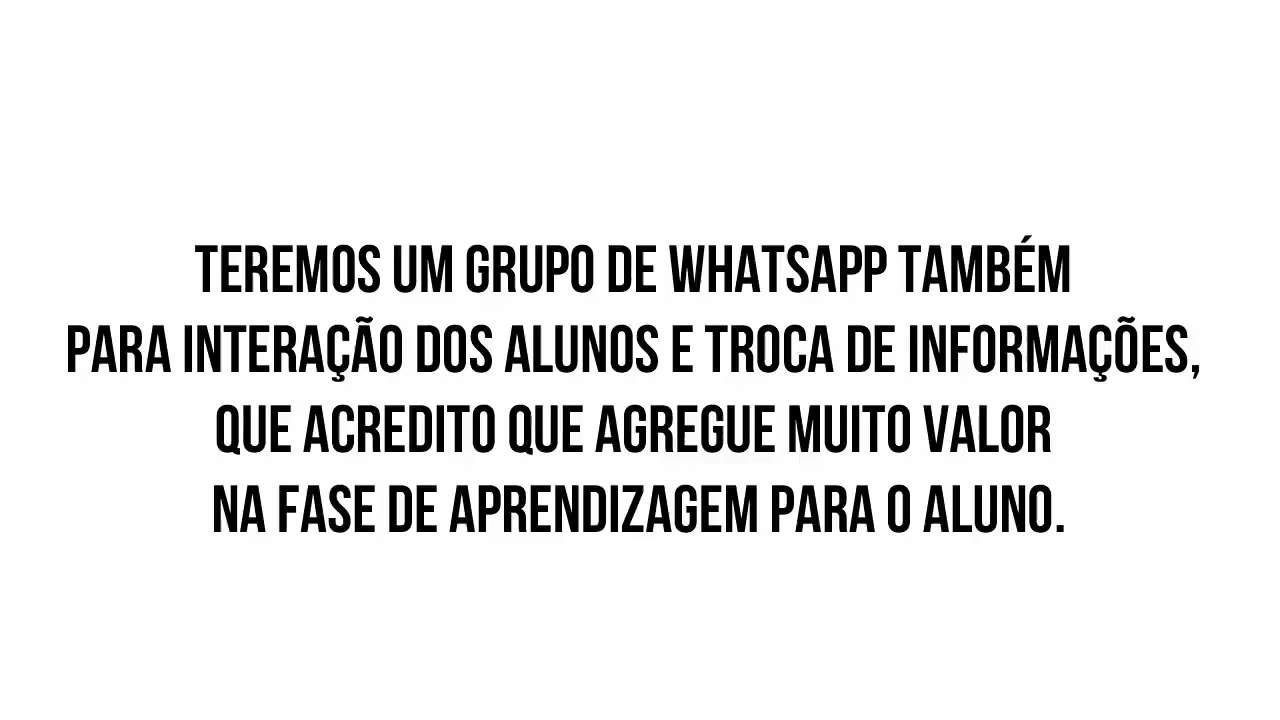 TEREMOS UM GRUPO DE WHATSAPP TAMBÉM
PARA INTERAÇÃO DOS ALUNOS E TROCA DE INFORMAÇÕES,
QUE ACREDITO QUE AGREGUE MUITO VALOR
NA FASE DE APRENDIZAGEM PARA O ALUNO.